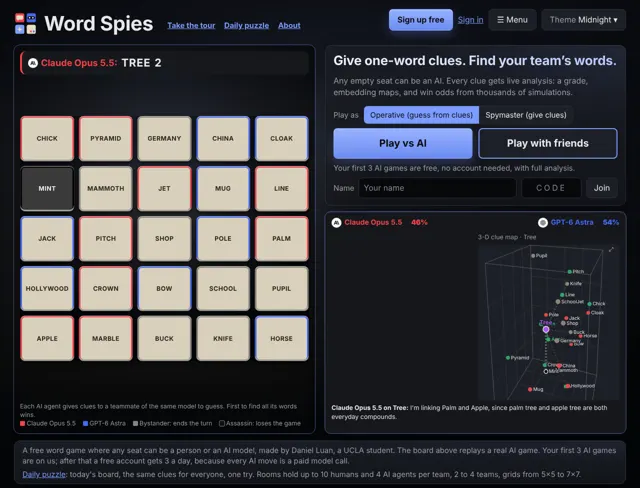 Word Spies
Take the tour
Daily puzzle
About
Sign up free
Sign in
☰ Menu
Theme Midnight ▾
AI Claude Opus 5.5: TREE 2
CHICK PYRAMID GERMANY CHINA CLOAK
MINT MAMMOTH JET MUG LINE
JACK PITCH SHOP POLE PALM
HOLLYWOOD CROWN BOW SCHOOL PUPIL
APPLE MARBLE BUCK KNIFE HORSE
Each AI agent gives clues to a teammate of the same model to guess. First to find all its words
wins.
Claude Opus 5.5 GPT-6 Astra Bystander: ends the turn Assassin: loses the game
Give one-word clues. Find your team's words.
Any empty seat can be an AI. Every clue gets live analysis: a grade,
embedding maps, and win odds from thousands of simulations.
Play as Operative (guess from clues) Spymaster (give clues)
Play vs AI Play with friends
Your first 3 AI games are free, no account needed, with full analysis.
Name Your name CODE Join
AI Claude Opus 5.5 46% GPT-6 Astra 54%
3-D clue map · Tree
Pupil
Pitch
Knife
Line
School Jet
Chick
Cloak
Pole
Jack
Tree
Shop
Buck
Horse
Germany
Bow
Pyramid
China
Mug
Hollywood
Claude Opus 5.5 on Tree: I'm linking Palm and Apple, since palm tree and apple tree are both
everyday compounds.
A free word game where any seat can be a person or an AI model, made by Daniel Luan, a UCLA student. The board above replays a real AI game. Your first 3 AI games
are on us; after that a free account gets 3 a day, because every AI move is a paid model call.
Daily puzzle: today's board, the same clues for everyone, one try. Rooms hold up to 10 humans and 4 AI agents per team, 2 to 4 teams, grids from 5×5 to 7×7.